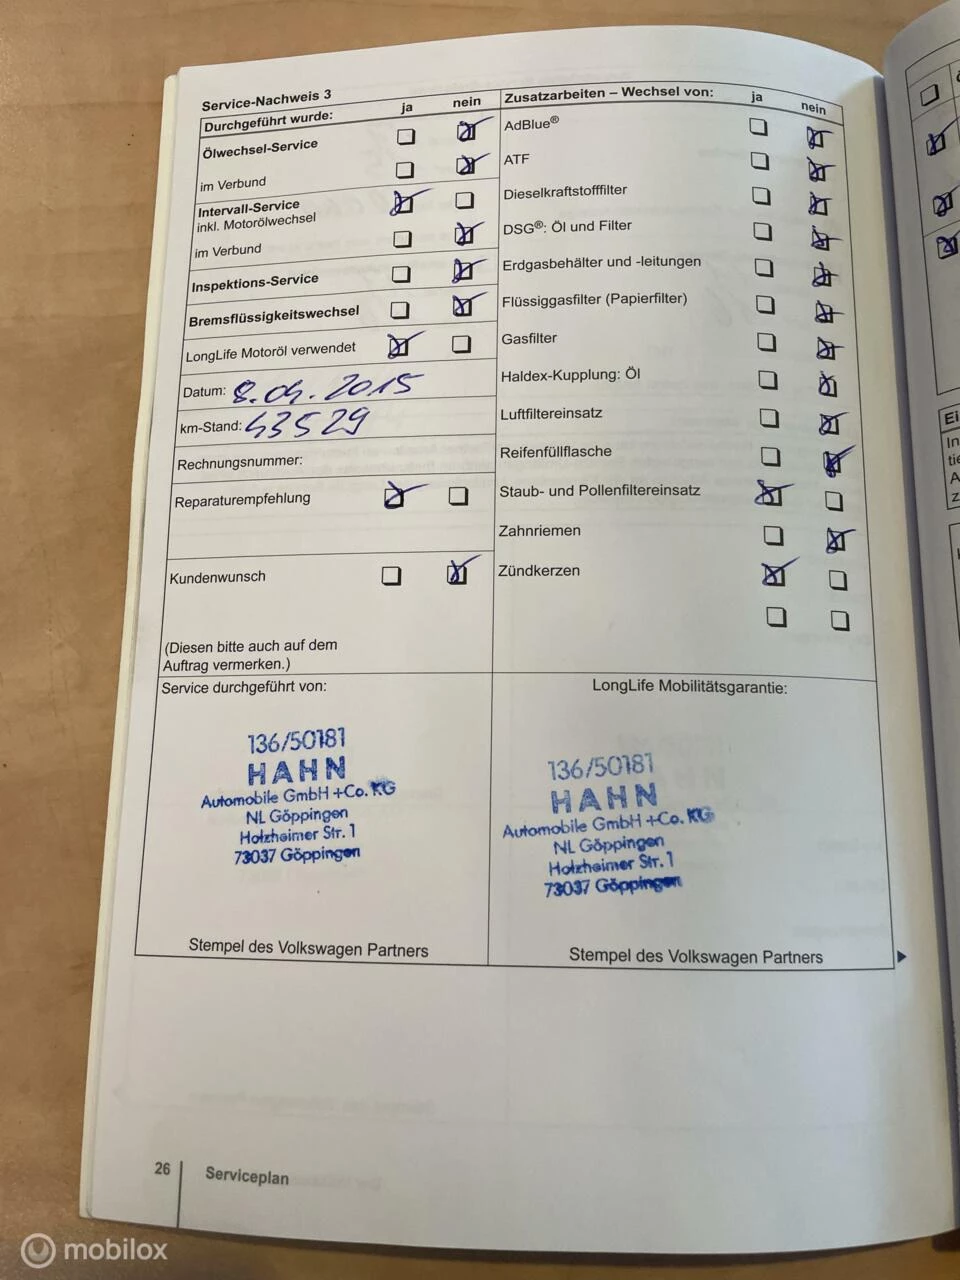 Service-Nachweis 3
Durchgeführt wurde: ja nein
Ölwechsel-Service
im Verbund
Intervall-Service
inkl. Motorölwechsel
im Verbund
Inspektions-Service
Bremsflüssigkeitswechsel
LongLife Motoröl verwendet
Datum: 8.04.2015
km-Stand: 43529
Rechnungsnummer:
Reparaturempfehlung
Kundenwunsch
(Diesen bitte auch auf dem
Auftrag vermerken.)
Zusatzarbeiten – Wechsel von: ja nein
AdBlue®
ATF
Dieselkraftstofffilter
DSG®: Öl und Filter
Erdgasbehälter und -leitungen
Flüssiggasfilter (Papierfilter)
Gasfilter
Haldex-Kupplung: Öl
Luftfiltereinsatz
Reifenfüllflasche
Staub- und Pollenfiltereinsatz
Zahnriemen
Zündkerzen
Service durchgeführt von:
136/50181
HAHN
Automobile GmbH +Co. KG
NL Göppingen
Holzheimer Str. 1
73037 Göppingen
Stempel des Volkswagen Partners
LongLife Mobilitätsgarantie:
136/50181
HAHN
Automobile GmbH +Co. KG
NL Göppingen
Holzheimer Str. 1
73037 Göppingen
Stempel des Volkswagen Partners
26 Serviceplan
mobilox